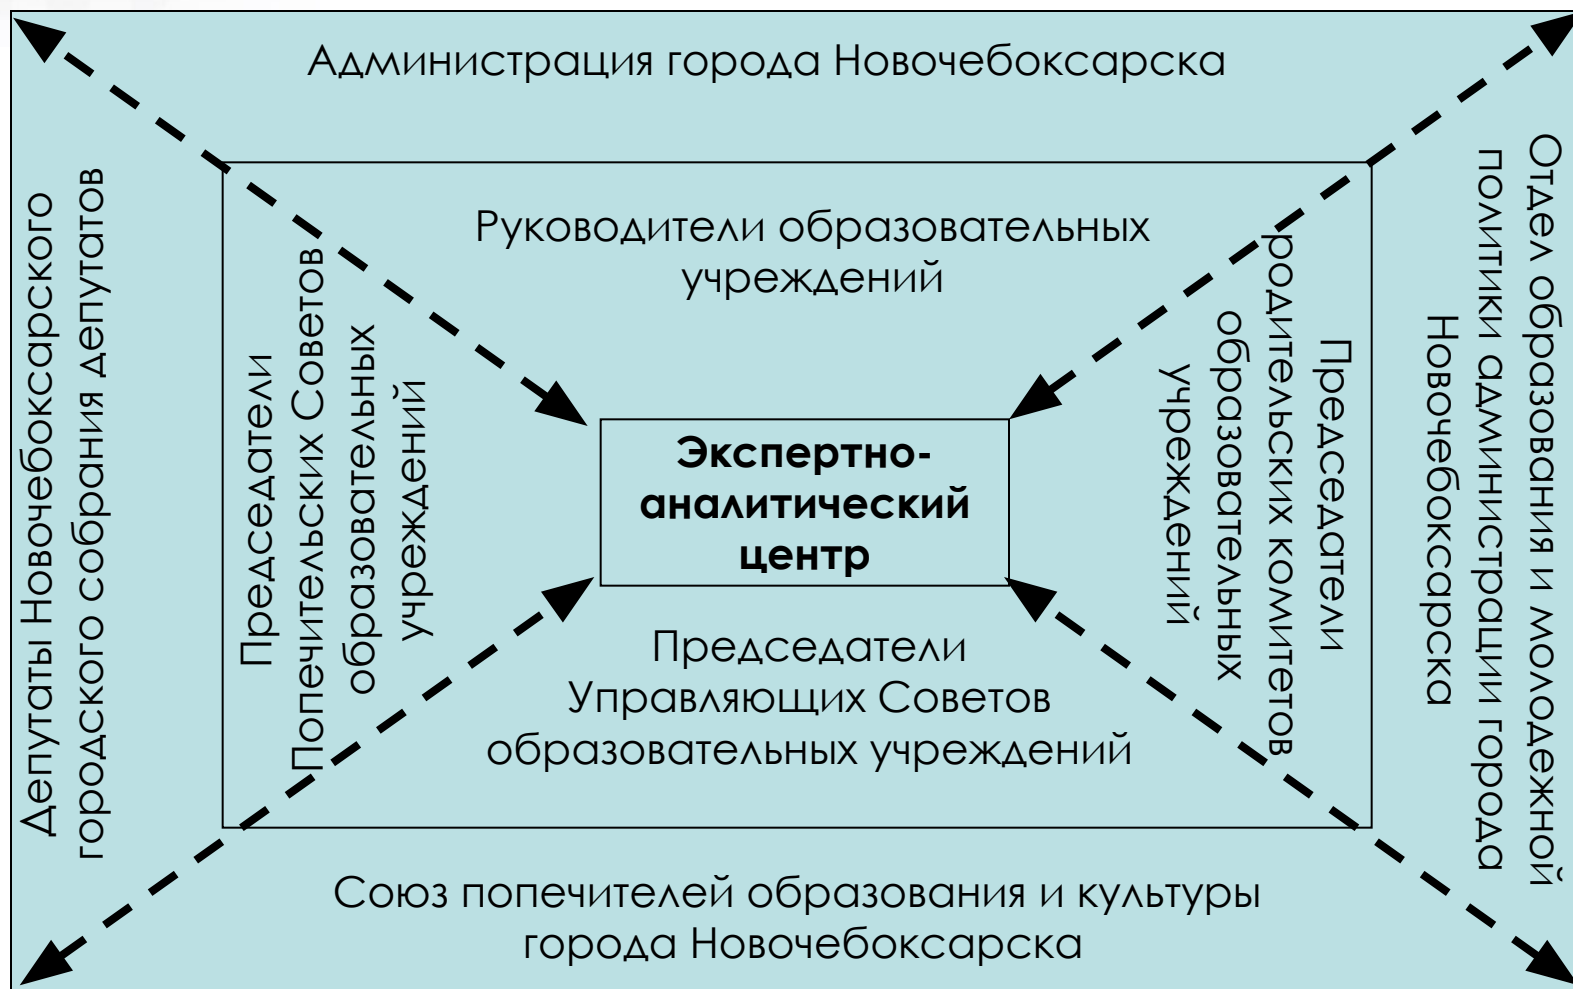 Администрация города Новочебоксарска
Депутаты Новочебоксарского
городского собрания депутатов
Руководители образовательных
учреждений
Председатели
Попечительских Советов
образовательных
учреждений
Экспертно-
аналитический
центр
Председатели
родительских комитетов
образовательных
учреждений
Отдел образования и молодежной
политики администрации города
Новочебоксарска
Председатели
Управляющих Советов
образовательных учреждений
Союз попечителей образования и культуры
города Новочебоксарска